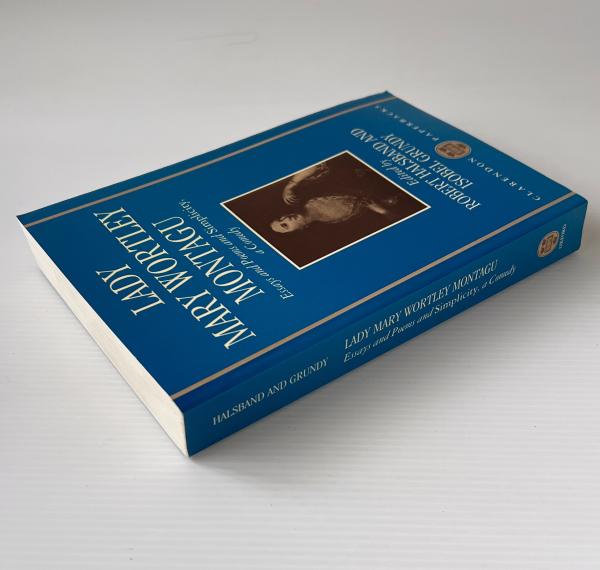 LADY
MARY WORTLEY
MONTAGU
Essays and Poems and Simplicity,
a Comedy
Edited by
ROBERT HALSBAND AND
ISOBEL GRUNDY
CLARENDON PAPERBACKS
HALSBAND AND GRUNDY
LADY MARY WORTLEY MONTAGU
Essays and Poems and Simplicity, a Comedy
OXFORD